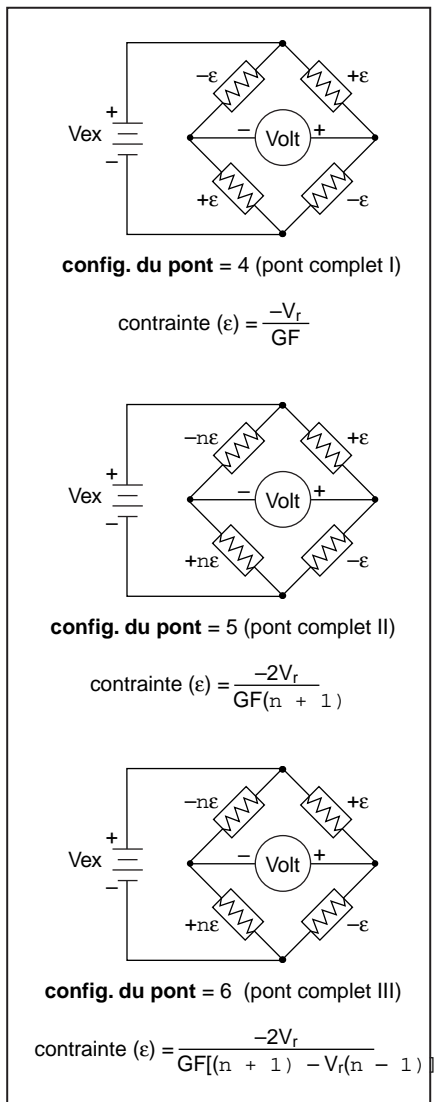 −ε +ε
+
Vex
−
− Volt +
+ε −ε
config. du pont = 4 (pont complet I)
contrainte (ε) = −Vr
GF
−nε +ε
+
Vex
−
− Volt +
+nε −ε
config. du pont = 5 (pont complet II)
contrainte (ε) = −2Vr
GF(n + 1)
−nε +ε
+
Vex
−
− Volt +
+nε −ε
config. du pont = 6 (pont complet III)
contrainte (ε) = −2Vr
GF[(n + 1) − Vr(n − 1)]